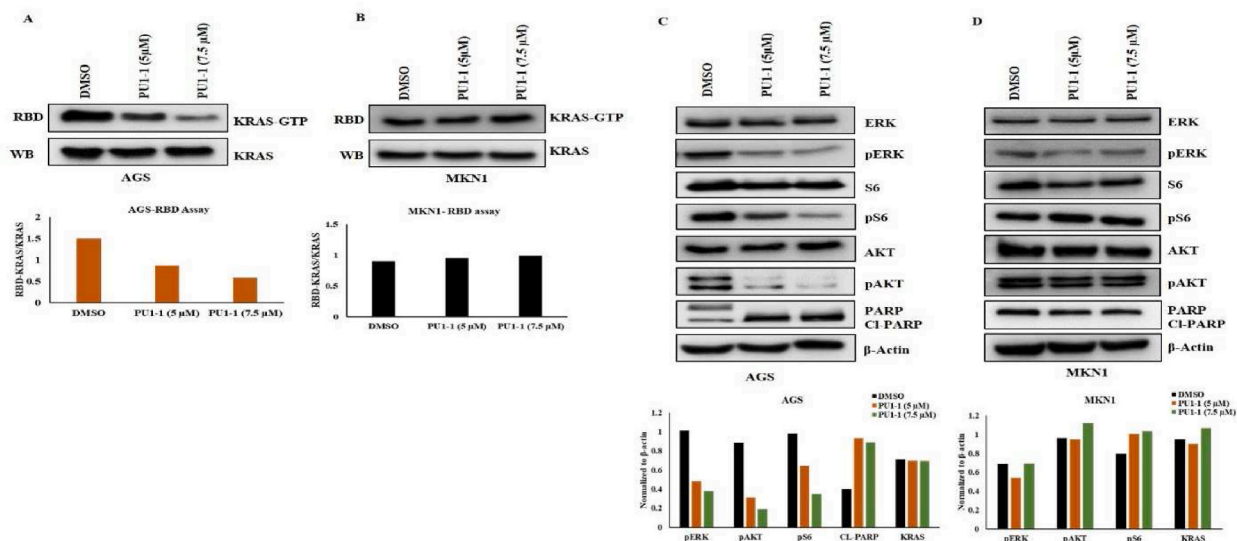 A
DMSO
PU1-1 (5µM)
PU1-1 (7.5 µM)
RBD
KRAS-GTP
WB
KRAS
AGS
AGS-RBD Assay
RBD-KRAS/KRAS
2
1.5
1
0.5
0
DMSO
PU1-1 (5 µM)
PU1-1 (7.5 µM)
B
DMSO
PU1-1 (5µM)
PU1-1 (7.5 µM)
RBD
KRAS-GTP
WB
KRAS
MKN1
MKN1- RBD assay
RBD-KRAS/KRAS
1.5
1
0.5
0
DMSO
PU1-1 (5 µM)
PU1-1 (7.5 µM)
C
DMSO
PU1-1 (5µM)
PU1-1 (7.5 µM)
ERK
pERK
S6
pS6
AKT
pAKT
PARP
Cl-PARP
β-Actin
AGS
AGS
DMSO
PU1-1 (5 µM)
PU1-1 (7.5 µM)
Normalized to β-actin
1.2
1
0.8
0.6
0.4
0.2
0
pERK
pAKT
pS6
CL-PARP
KRAS
D
DMSO
PU1-1 (5µM)
PU1-1 (7.5 µM)
ERK
pERK
S6
pS6
AKT
pAKT
PARP
Cl-PARP
β-Actin
MKN1
MKN1
DMSO
PU1-1 (5 µM)
PU1-1 (7.5 µM)
Normalized to β-actin
1.2
1
0.8
0.6
0.4
0.2
0
pERK
pAKT
pS6
KRAS